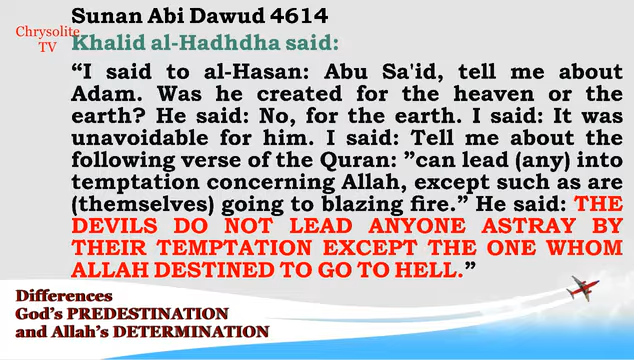 Sunan Abi Dawud 4614
Chrysolite
TV
Khalid al-Hadhdha said:
“I said to al-Hasan: Abu Sa'id, tell me about
Adam. Was he created for the heaven or the
earth? He said: No, for the earth. I said: It was
unavoidable for him. I said: Tell me about the
following verse of the Quran: ”can lead (any) into
temptation concerning Allah, except such as are
(themselves) going to blazing fire.” He said: THE
DEVILS DO NOT LEAD ANYONE ASTRAY BY
THEIR TEMPTATION EXCEPT THE ONE WHOM
ALLAH DESTINED TO GO TO HELL.”
Differences
God’s PREDESTINATION
and Allah’s DETERMINATION